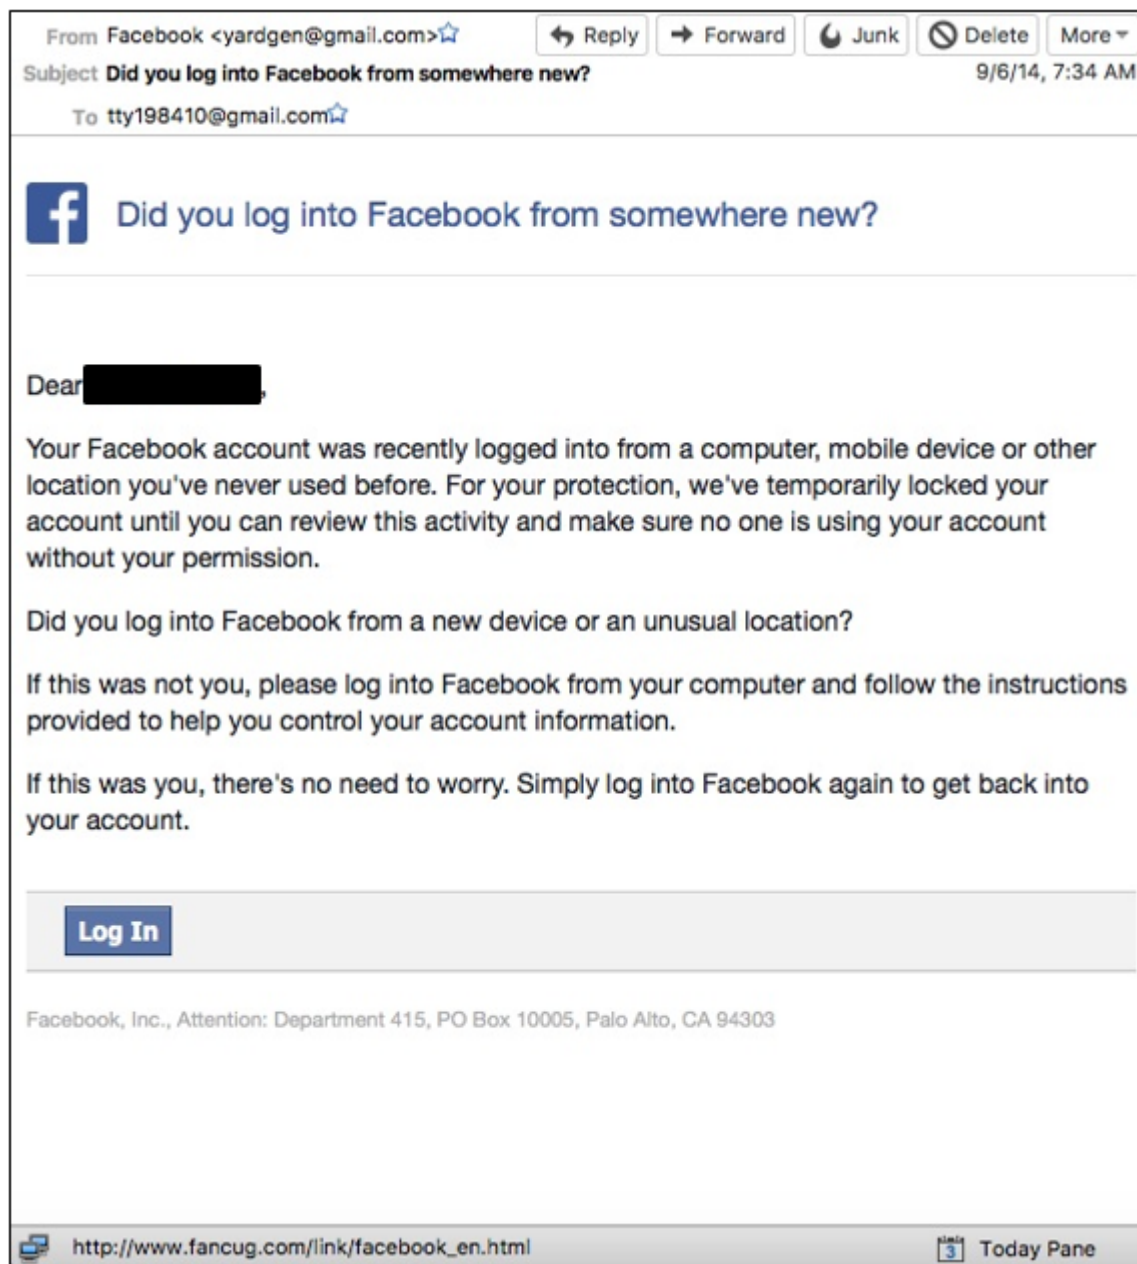 From Facebook <yardgen@gmail.com> Reply Forward Junk Delete More
Subject Did you log into Facebook from somewhere new? 9/6/14, 7:34 AM
To tty198410@gmail.com
f
Did you log into Facebook from somewhere new?
Dear ,
Your Facebook account was recently logged into from a computer, mobile device or other
location you've never used before. For your protection, we've temporarily locked your
account until you can review this activity and make sure no one is using your account
without your permission.
Did you log into Facebook from a new device or an unusual location?
If this was not you, please log into Facebook from your computer and follow the instructions
provided to help you control your account information.
If this was you, there's no need to worry. Simply log into Facebook again to get back into
your account.
Log In
Facebook, Inc., Attention: Department 415, PO Box 10005, Palo Alto, CA 94303
http://www.fancug.com/link/facebook_en.html 3 Today Pane